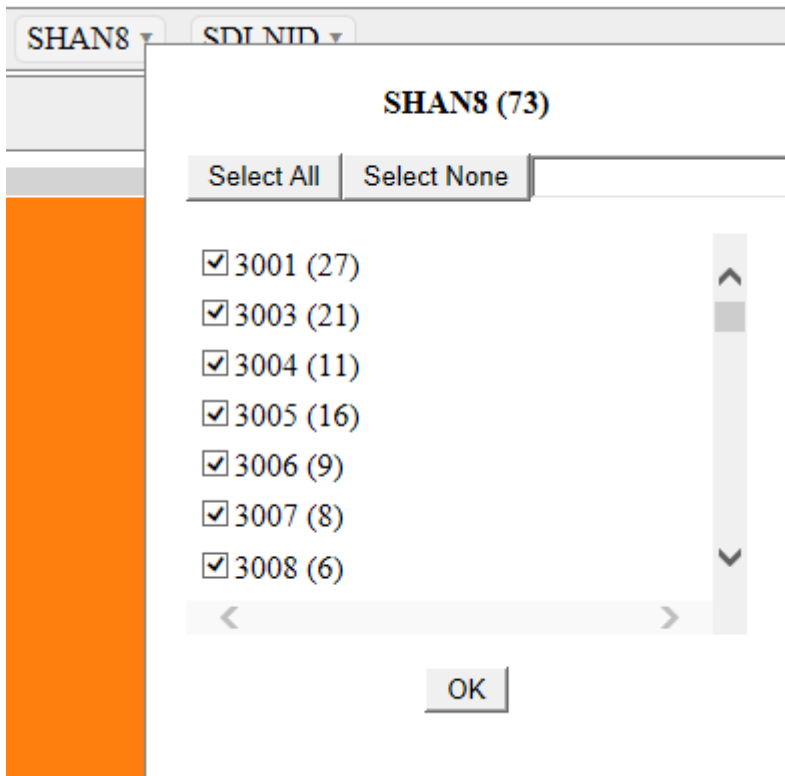 SHAN8 SDLNID
SHAN8 (73)
Select All Select None
3001 (27)
3003 (21)
3004 (11)
3005 (16)
3006 (9)
3007 (8)
3008 (6)
OK